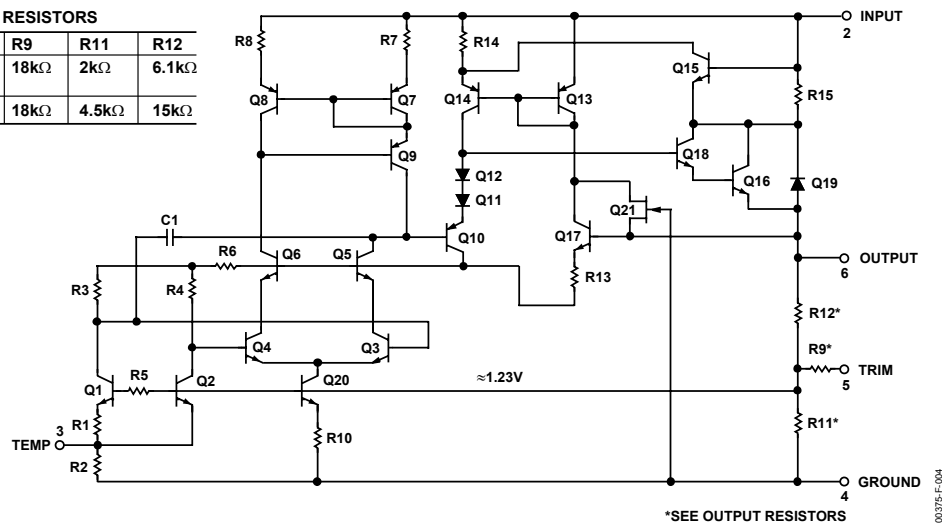 RESISTORS
R9 R11 R12
18kΩ 2kΩ 6.1kΩ
18kΩ 4.5kΩ 15kΩ
R8
R7
R14
INPUT
2
Q15
Q8
Q7
Q14
Q13
R15
Q9
Q12
Q18
Q11
Q16
Q19
C1
Q21
Q10
Q17
R6
Q6
Q5
OUTPUT
6
R3
R4
R13
R12*
Q4
Q3
R9*
≈1.23V
TRIM
5
Q1
R5
Q2
Q20
R1
R11*
TEMP
3
R10
R2
GROUND
4
*SEE OUTPUT RESISTORS
00375-F-004